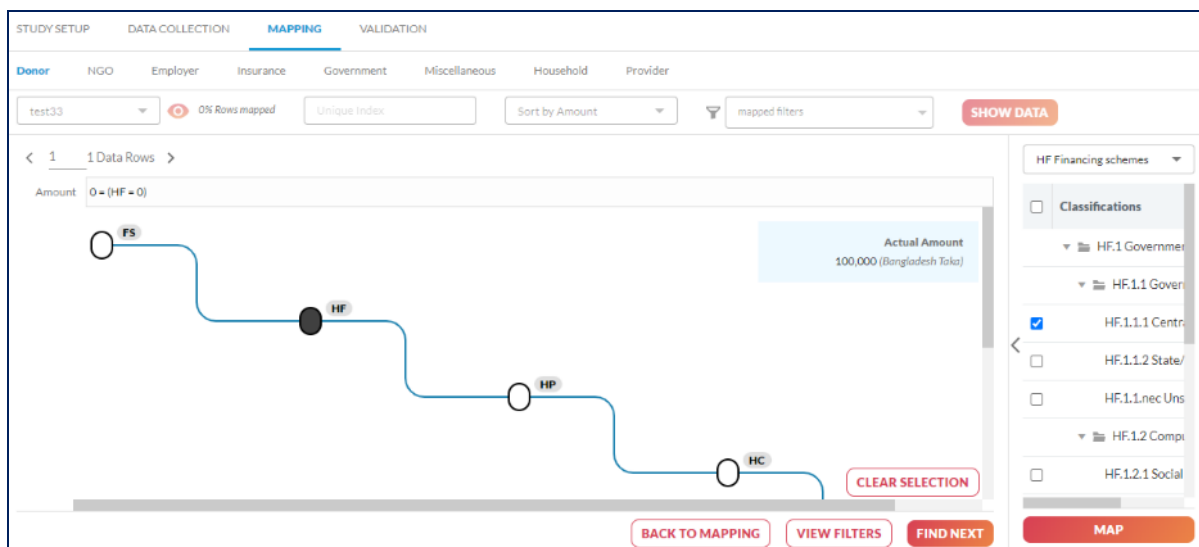 STUDY SETUP DATA COLLECTION MAPPING VALIDATION
Donor NGO Employer Insurance Government Miscellaneous Household Provider
test33 0% Rows mapped Unique Index Sort by Amount mapped filters SHOW DATA
1 1 Data Rows
HF Financing schemes
Amount 0 = (HF = 0)
Classifications
FS
Actual Amount
HF.1 Governme
100,000 (Bangladesh Taka)
HF.1.1 Gover
HF
HF.1.1.1 Centr
HF.1.1.2 State/
HP
HF.1.1.nec Uns
HF.1.2 Compu
HC
HF.1.2.1 Social
CLEAR SELECTION
BACK TO MAPPING VIEW FILTERS FIND NEXT MAP